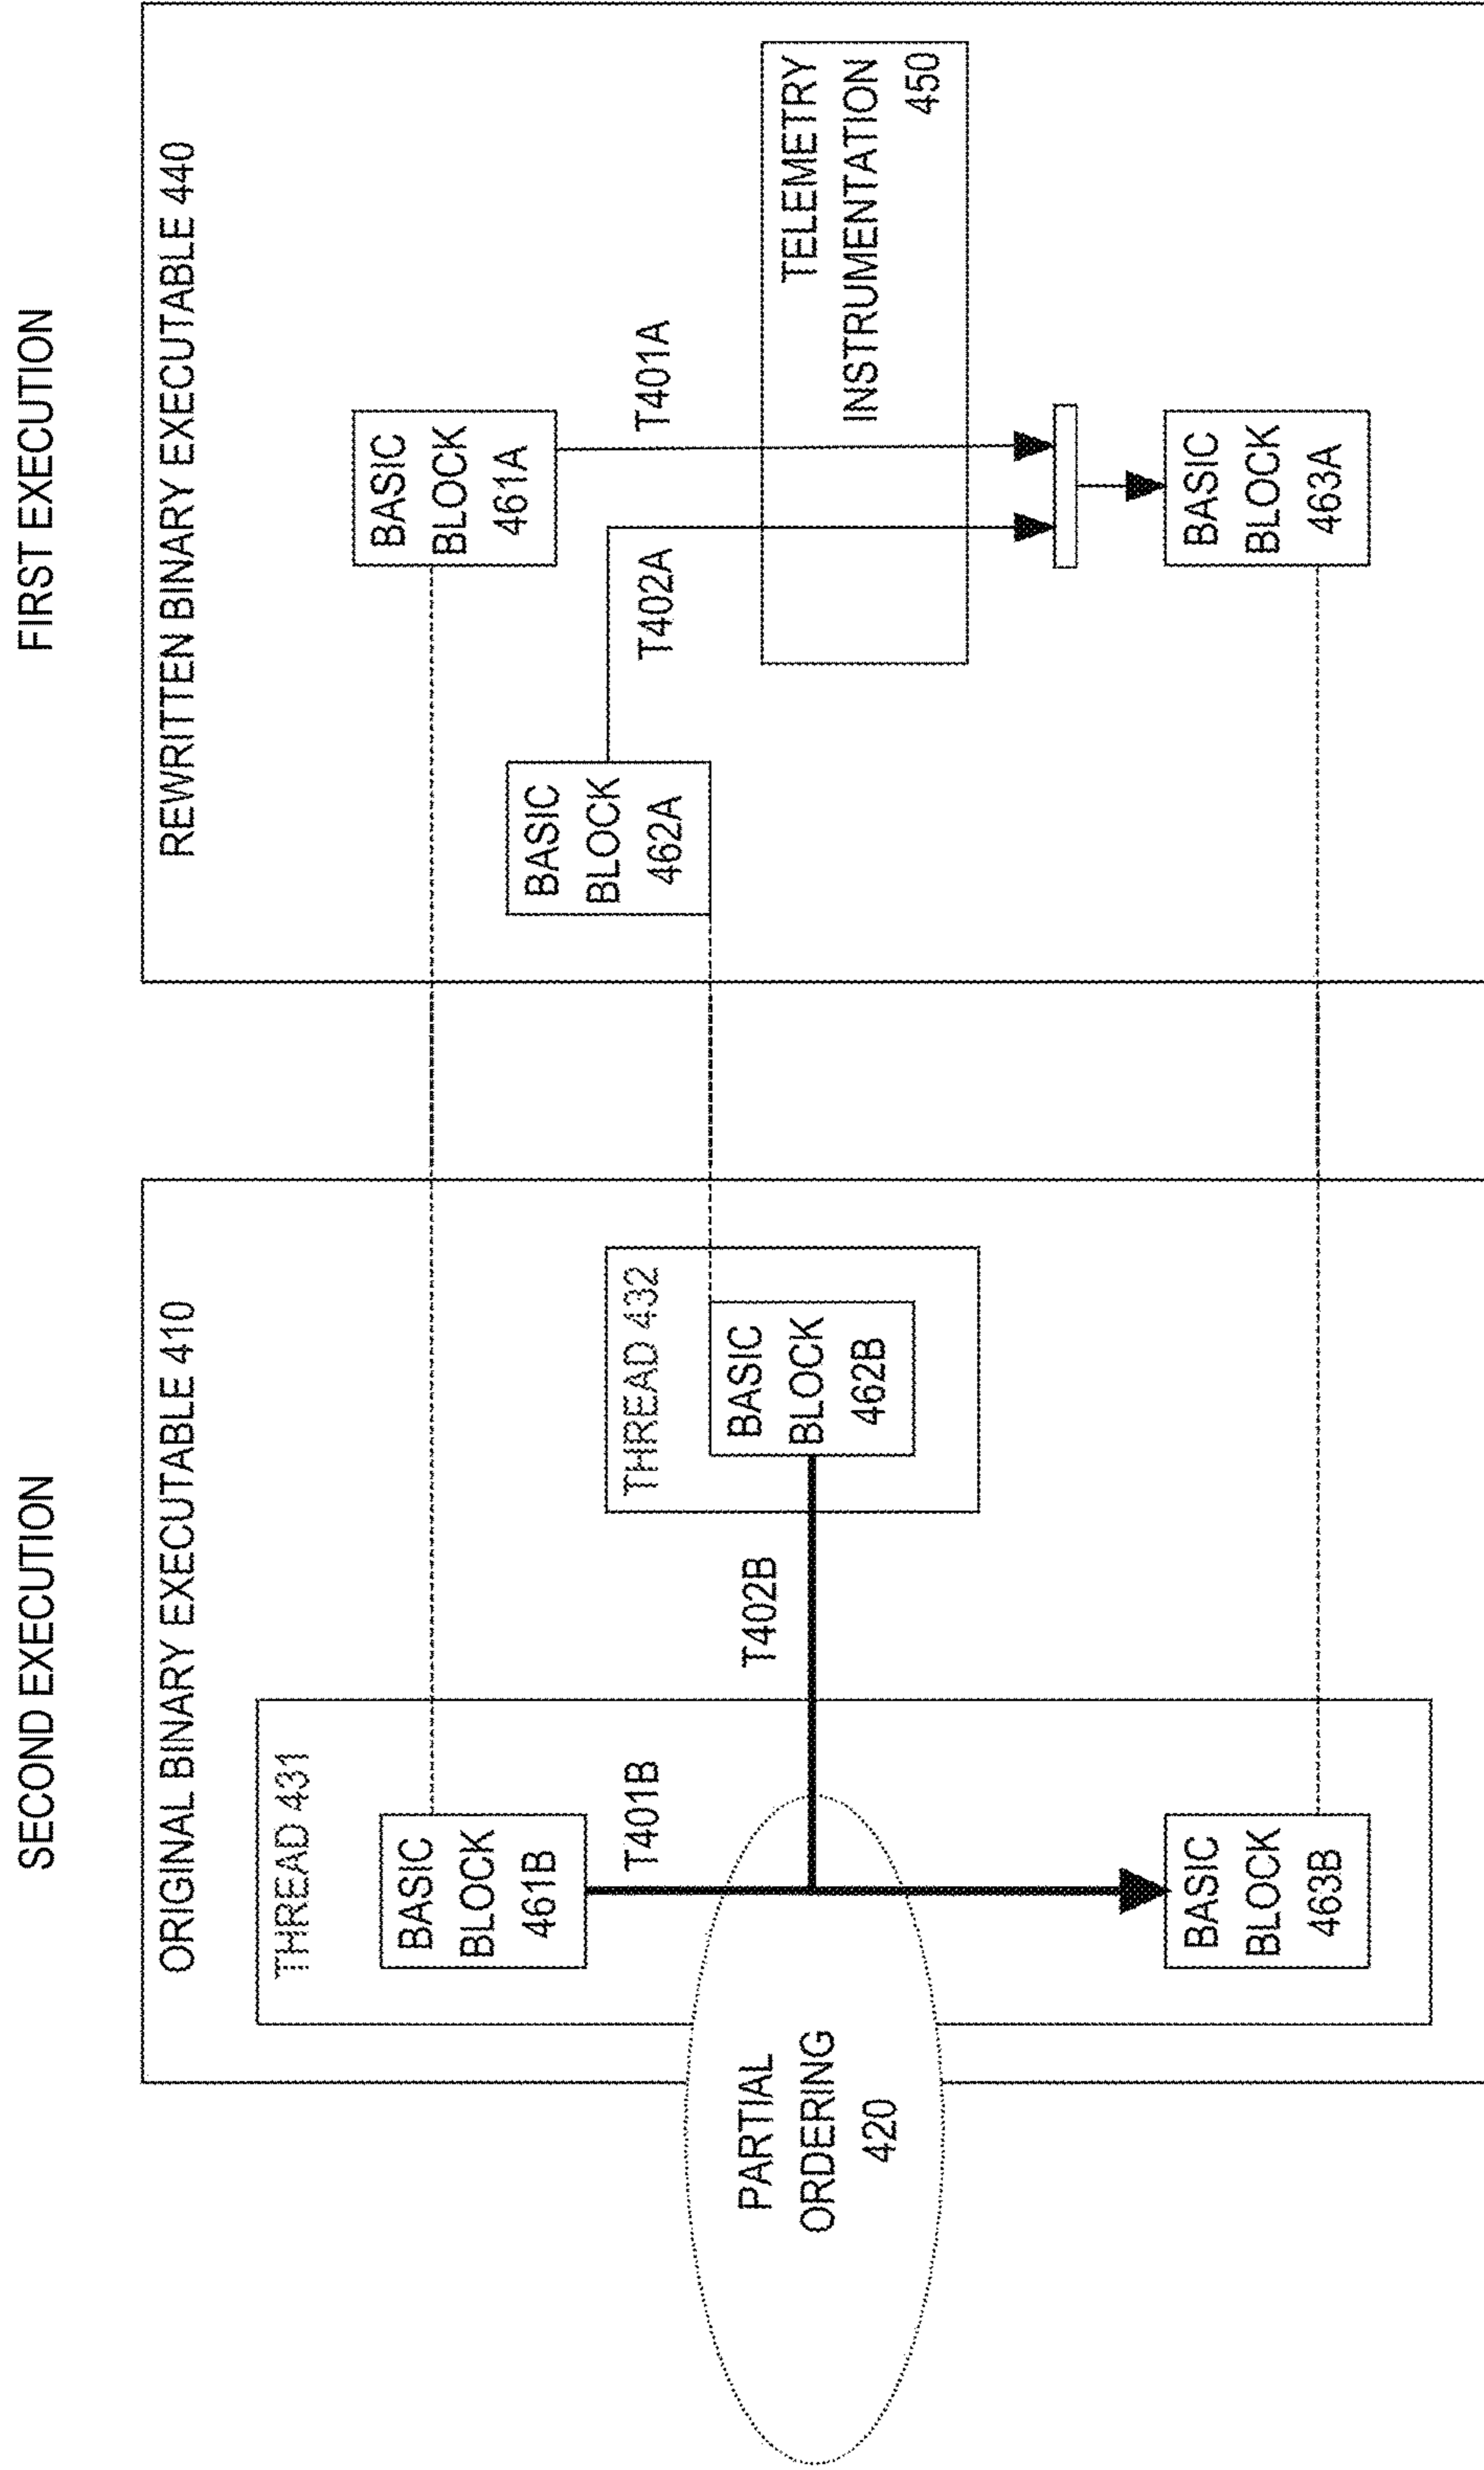 SECOND EXECUTION
FIRST EXECUTION
ORIGINAL BINARY EXECUTABLE 410
REWRITTEN BINARY EXECUTABLE 440
THREAD 431
BASIC
BLOCK
461B
T401B
THREAD 432
BASIC
BLOCK
462B
T402B
PARTIAL
ORDERING
420
BASIC
BLOCK
463B
BASIC
BLOCK
461A
BASIC
BLOCK
462A
T402A
T401A
TELEMETRY
INSTRUMENTATION
450
BASIC
BLOCK
463A